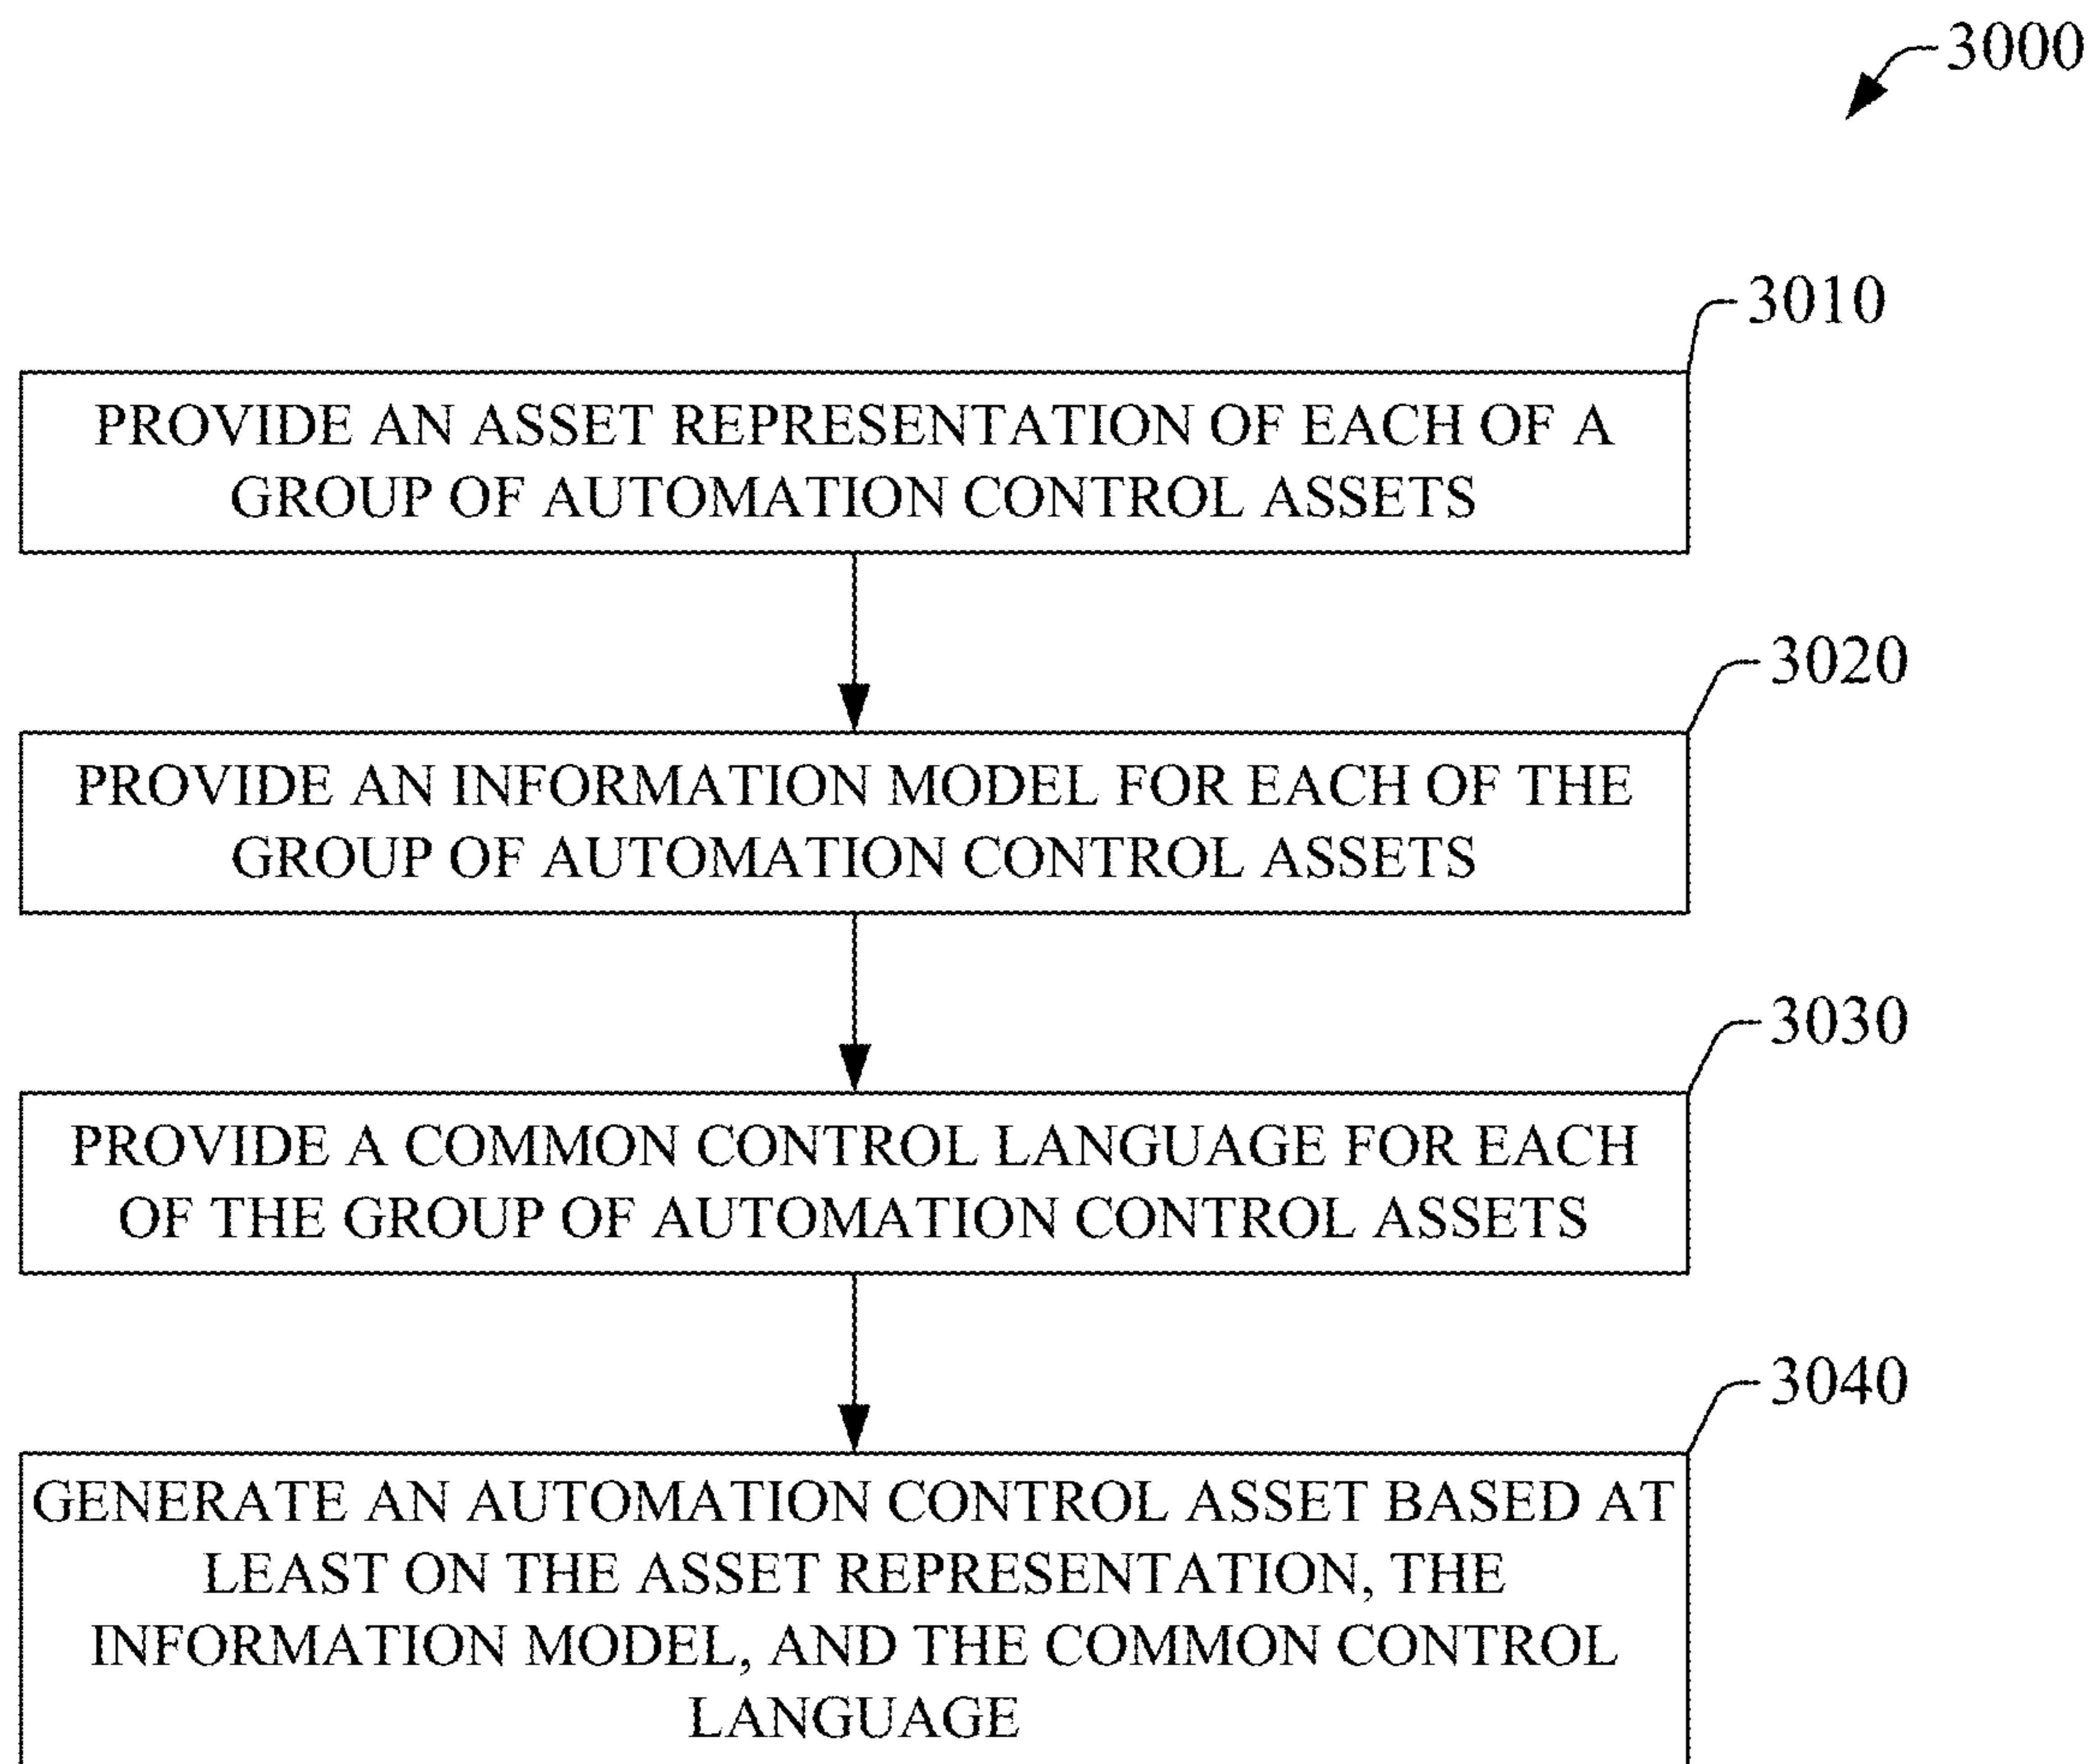 3000
3010
PROVIDE AN ASSET REPRESENTATION OF EACH OF A
GROUP OF AUTOMATION CONTROL ASSETS
3020
PROVIDE AN INFORMATION MODEL FOR EACH OF THE
GROUP OF AUTOMATION CONTROL ASSETS
3030
PROVIDE A COMMON CONTROL LANGUAGE FOR EACH
OF THE GROUP OF AUTOMATION CONTROL ASSETS
3040
GENERATE AN AUTOMATION CONTROL ASSET BASED AT
LEAST ON THE ASSET REPRESENTATION, THE
INFORMATION MODEL, AND THE COMMON CONTROL
LANGUAGE